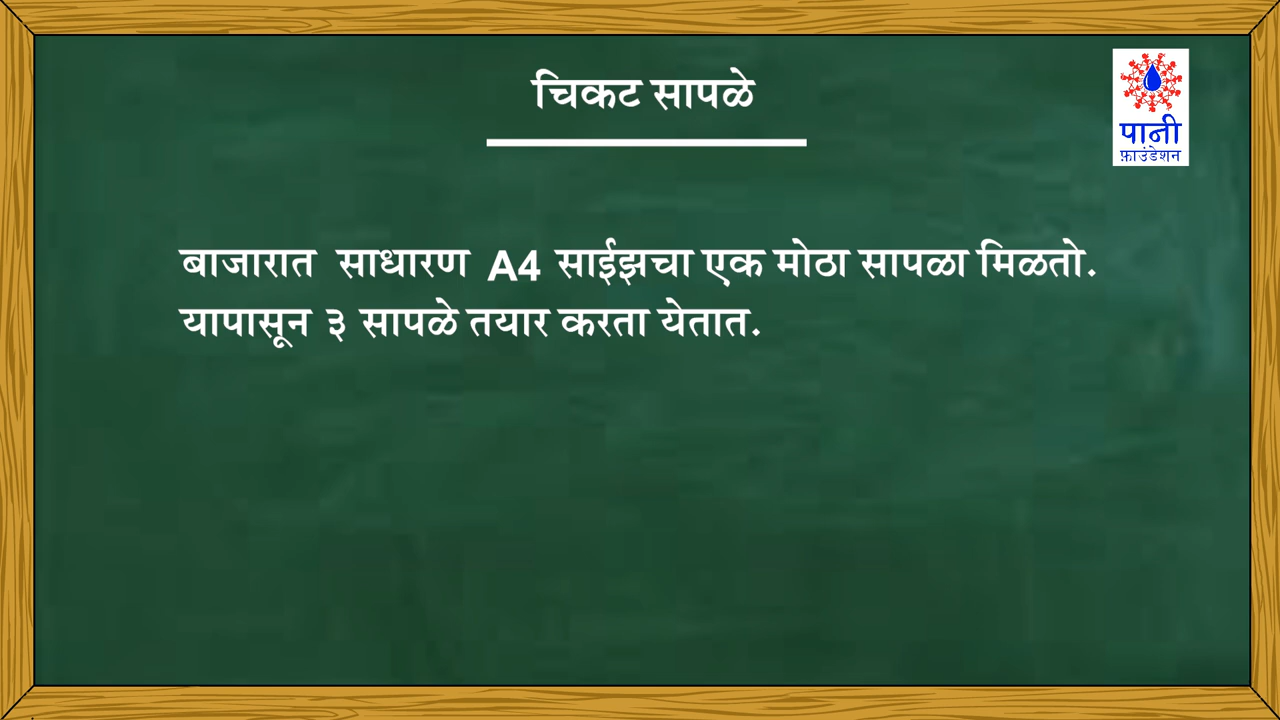 चिकट सापळे
पानी
फ़ाउंडेशन
बाजारात साधारण A4 साईझचा एक मोठा सापळा मिळतो.
यापासून ३ सापळे तयार करता येतात.